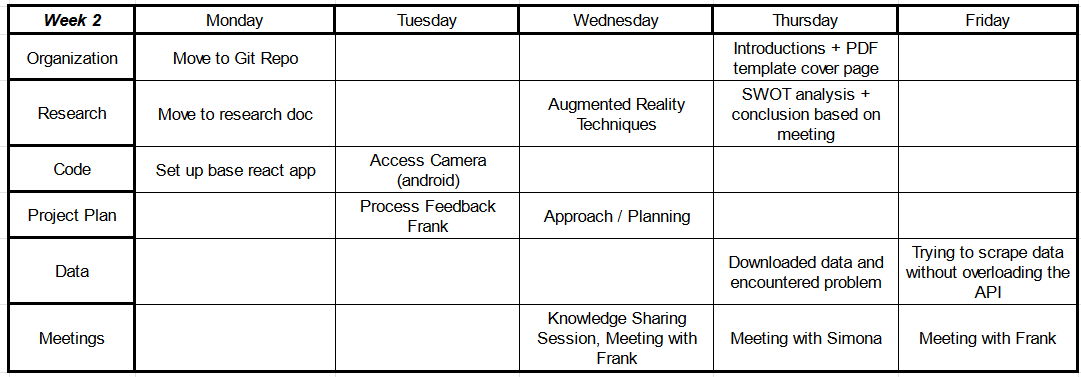 Week 2
Monday
Tuesday
Wednesday
Thursday
Friday
Organization
Move to Git Repo
Introductions + PDF
template cover page
Research
Move to research doc
Augmented Reality
Techniques
SWOT analysis +
conclusion based on
meeting
Code
Set up base react app
Access Camera
(android)
Project Plan
Process Feedback
Frank
Approach / Planning
Data
Downloaded data and
encountered problem
Trying to scrape data
without overloading the
API
Meetings
Knowledge Sharing
Session, Meeting with
Frank
Meeting with Simona
Meeting with Frank